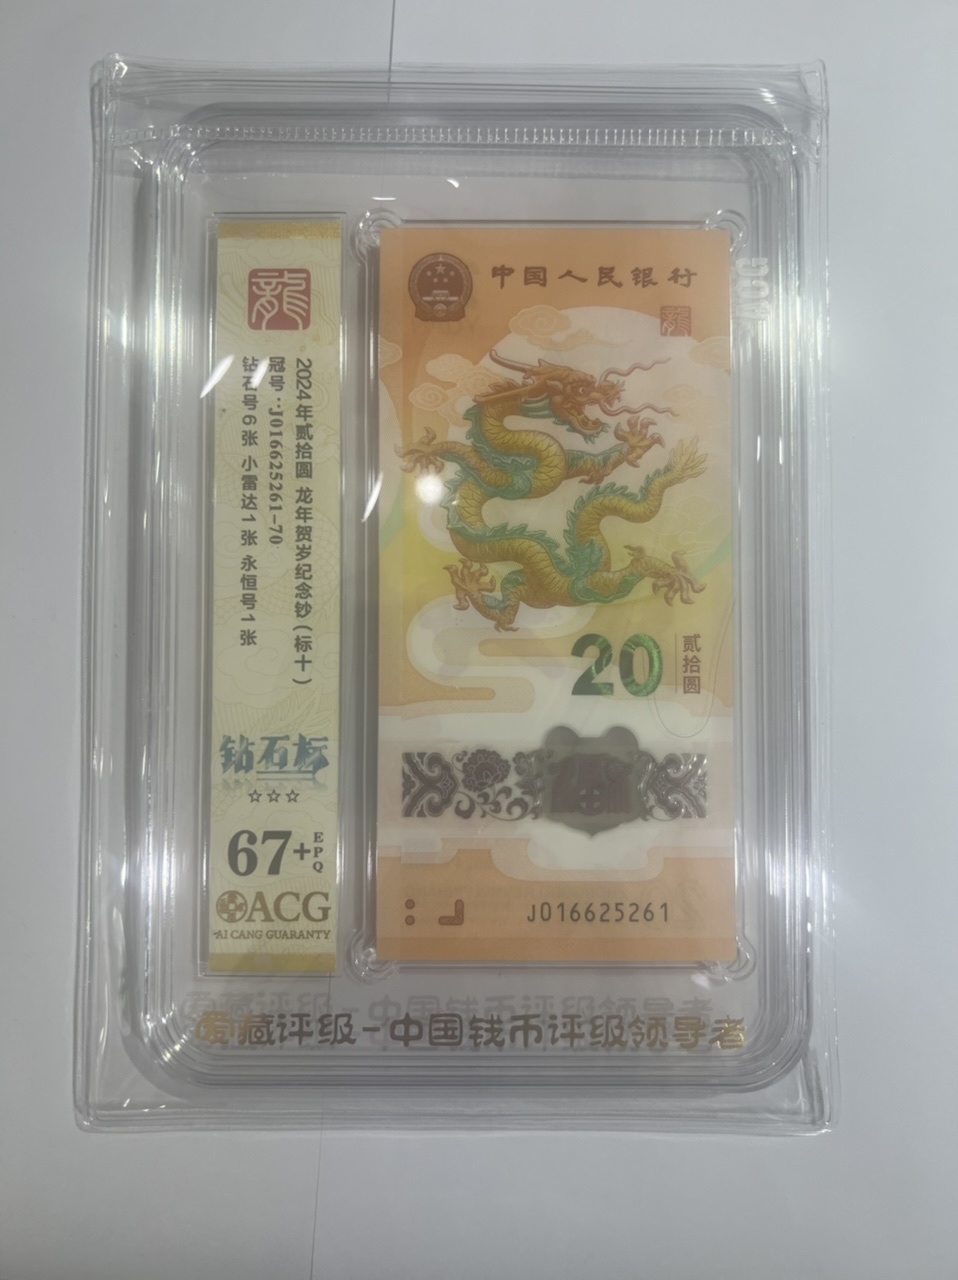 龍
2024年贰拾圆 龙年贺岁纪念钞(标十)
冠号:J016625261-70
钻石号6张 小雷达1张 永恒号1张
钻石标
☆☆☆
67+EPQ
ACG
AI CANG GUARANTY
中国人民银行
龍
20
贰拾圆
J016625261
爱藏评级-中国钱币评级领导者